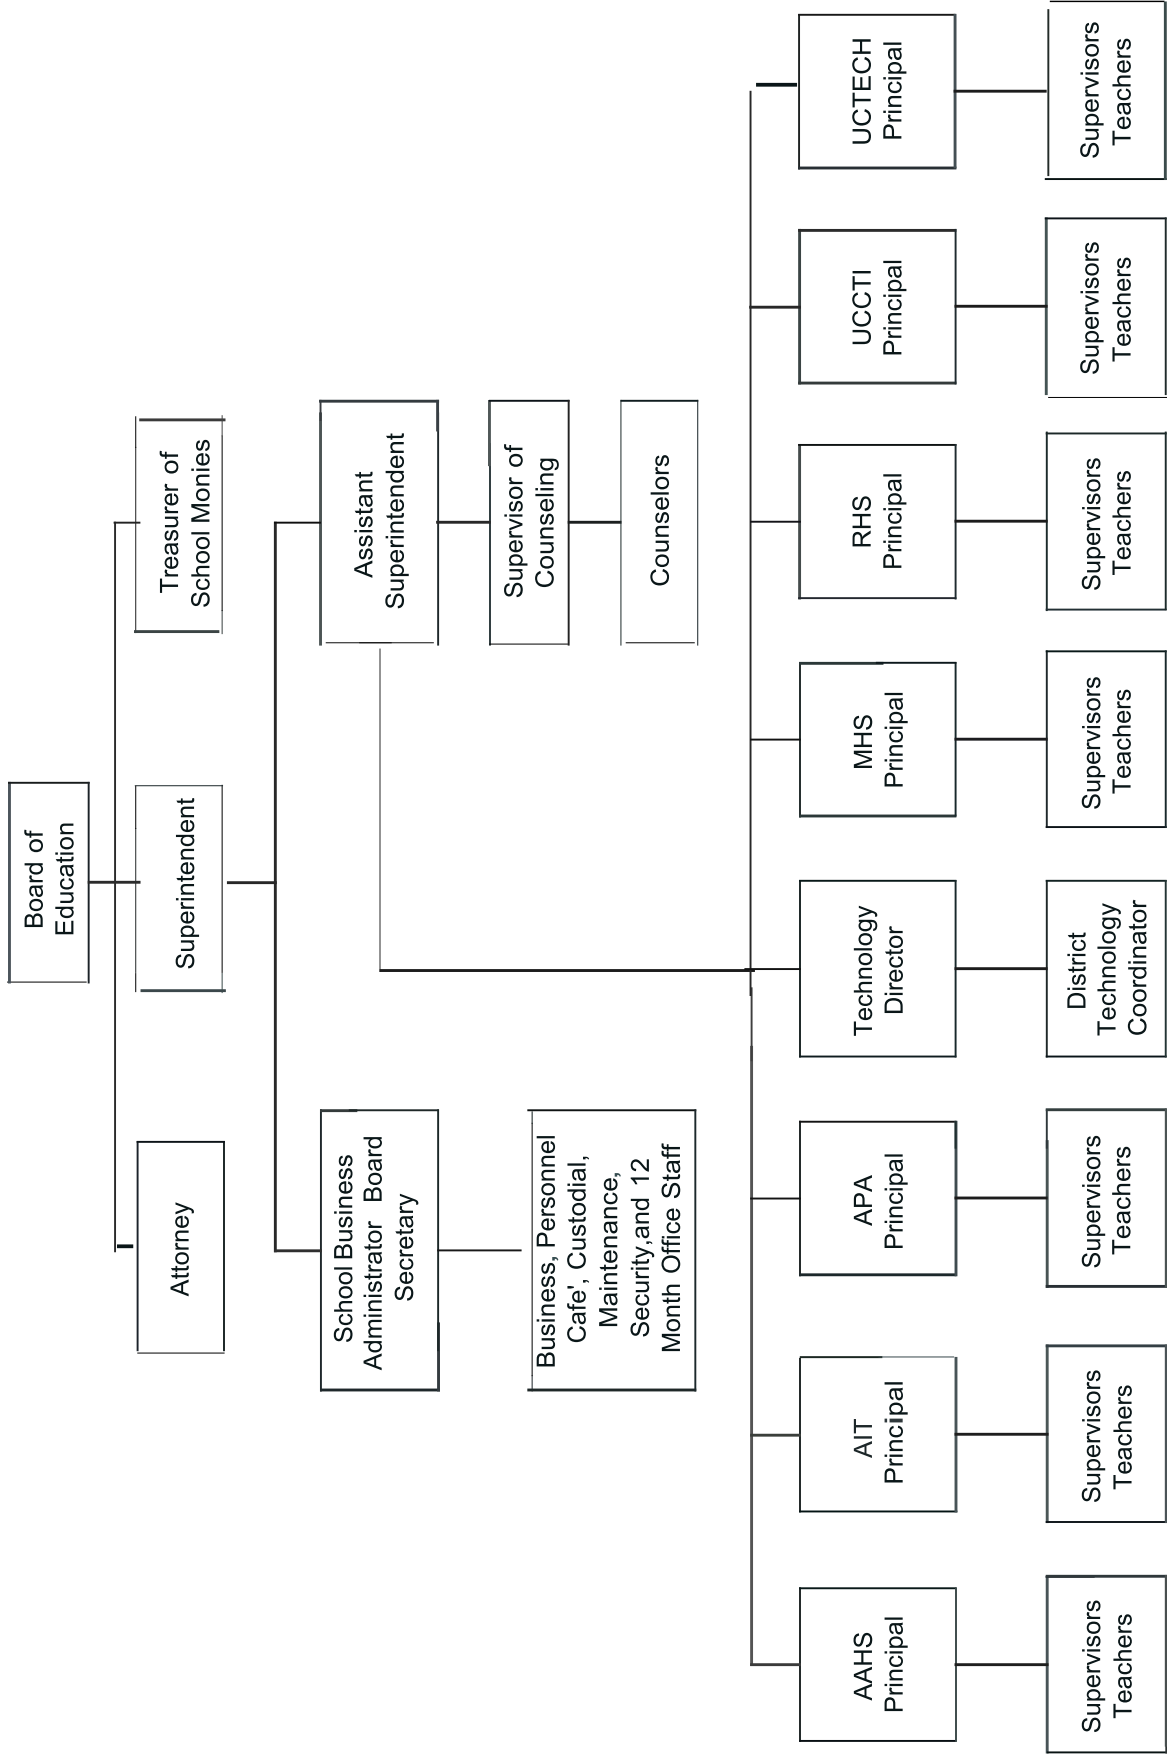 Board of
Education
Attorney
Superintendent
Treasurer of
School Monies
School Business
Administrator Board
Secretary
Assistant
Superintendent
Business, Personnel
Cafe', Custodial,
Maintenance,
Security,and 12
Month Office Staff
Supervisor of
Counseling
Counselors
AAHS
Principal
AIT
Principal
APA
Principal
Technology
Director
MHS
Principal
RHS
Principal
UCCTI
Principal
UCTECH
Principal
Supervisors
Teachers
Supervisors
Teachers
Supervisors
Teachers
District
Technology
Coordinator
Supervisors
Teachers
Supervisors
Teachers
Supervisors
Teachers
Supervisors
Teachers